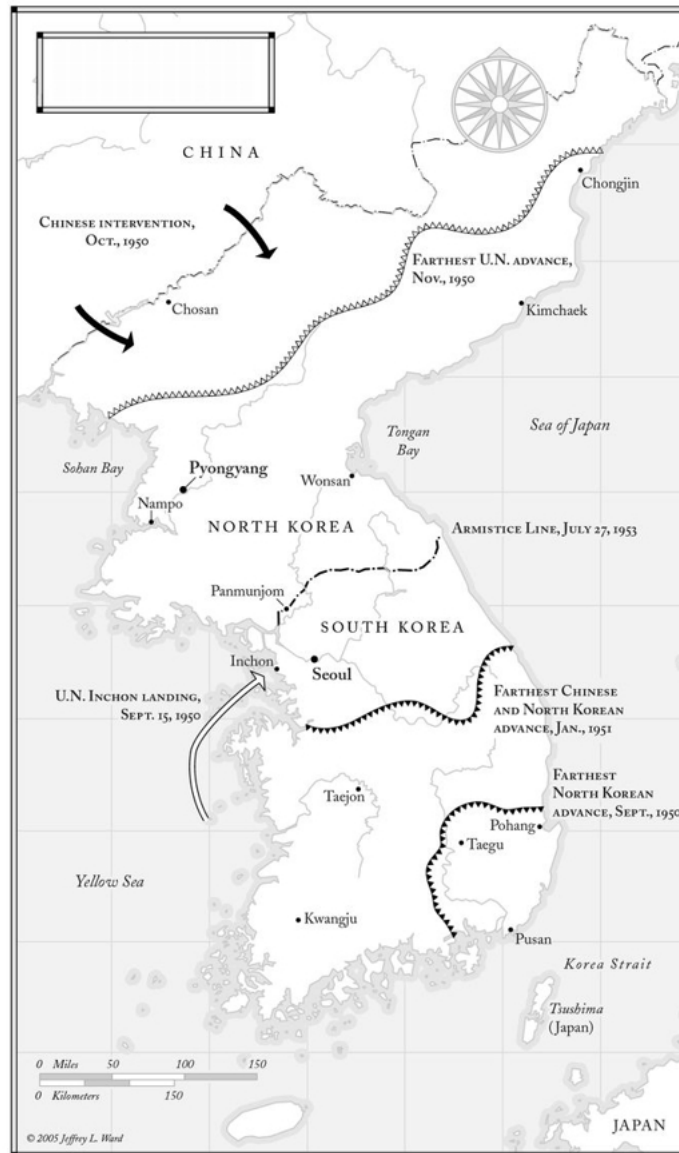 CHINA
Chongjin
Chinese intervention,
Oct., 1950
Farthest U.N. advance,
Nov., 1950
Chosan
Kimchaek
Tongan
Bay
Sea of Japan
Sohan Bay
Pyongyang
Wonsan
Nampo
NORTH KOREA
Armistice Line, July 27, 1953
Panmunjom
SOUTH KOREA
Inchon
Seoul
U.N. Inchon landing,
Sept. 15, 1950
Farthest Chinese
and North Korean
advance, Jan., 1951
Farthest
North Korean
advance, Sept., 1950
Taejon
Pohang
Taegu
Yellow Sea
Kwangju
Pusan
Korea Strait
Tsushima
(Japan)
0 Miles 50 100 150
0 Kilometers 150
JAPAN
© 2005 Jeffrey L. Ward